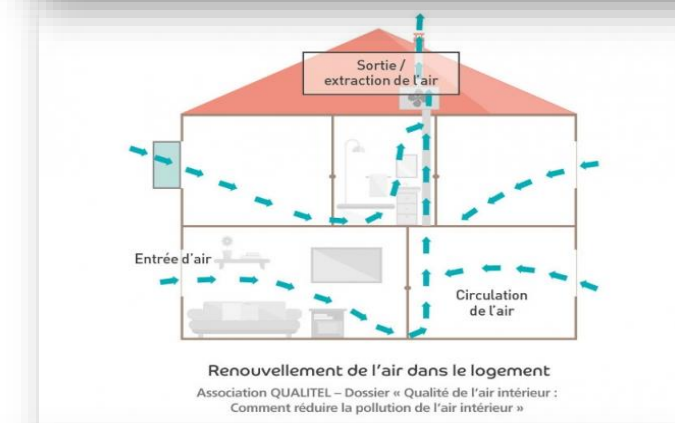 Sortie /
extraction de l'air
Entrée d'air
Circulation
de l'air
Renouvellement de l'air dans le logement
Association QUALITEL – Dossier « Qualité de l'air intérieur :
Comment réduire la pollution de l'air intérieur »